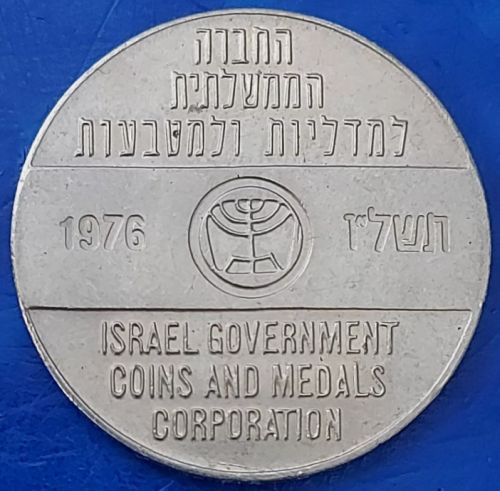 החברה
הממשלתית
למדליות ולמטבעות
1976 תשל"ז
ISRAEL GOVERNMENT
COINS AND MEDALS
CORPORATION